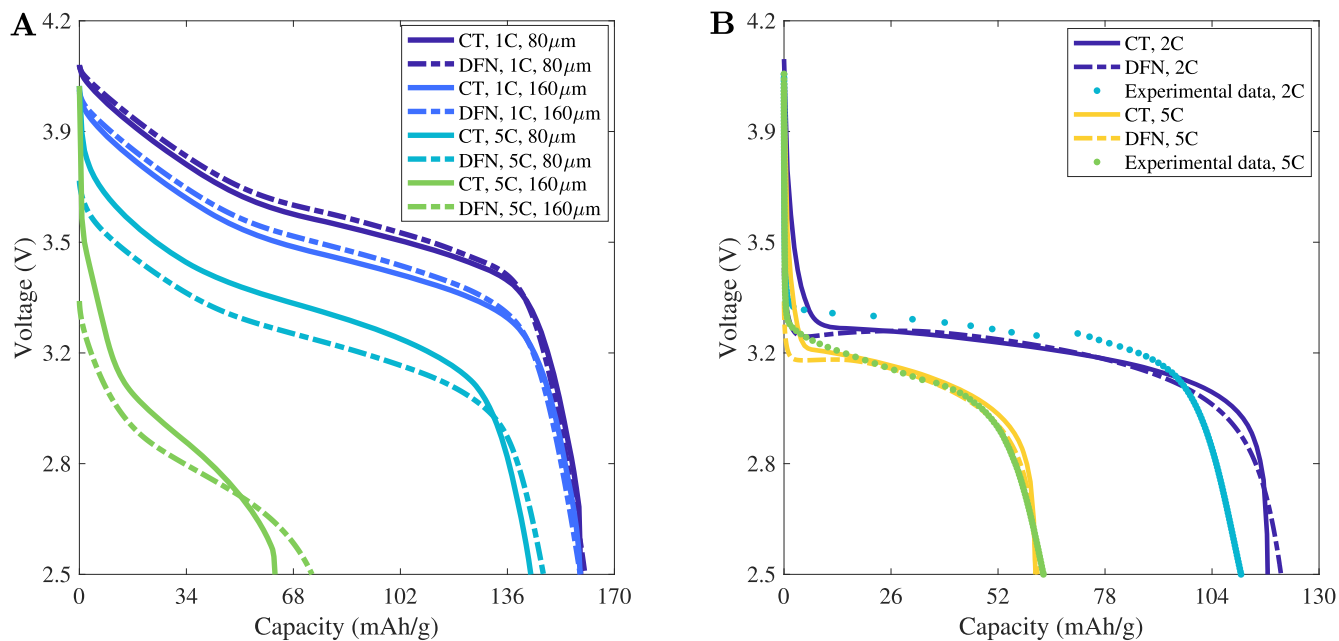 A
4.2
3.9
3.5
3.2
2.8
2.5
Voltage (V)
CT, 1C, 80μm
DFN, 1C, 80μm
CT, 1C, 160μm
DFN, 1C, 160μm
CT, 5C, 80μm
DFN, 5C, 80μm
CT, 5C, 160μm
DFN, 5C, 160μm
0 34 68 102 136 170
Capacity (mAh/g)
B
4.2
3.9
3.5
3.2
2.8
2.5
Voltage (V)
CT, 2C
DFN, 2C
Experimental data, 2C
CT, 5C
DFN, 5C
Experimental data, 5C
0 26 52 78 104 130
Capacity (mAh/g)